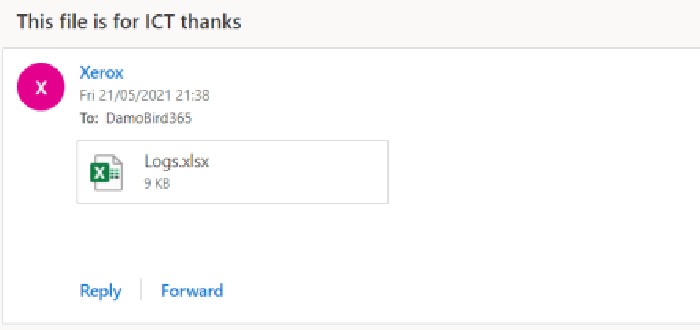 This file is for ICT thanks
X
Xerox
Fri 21/05/2021 21:38
To: DamoBird365
Logs.xlsx
9 KB
Reply
Forward